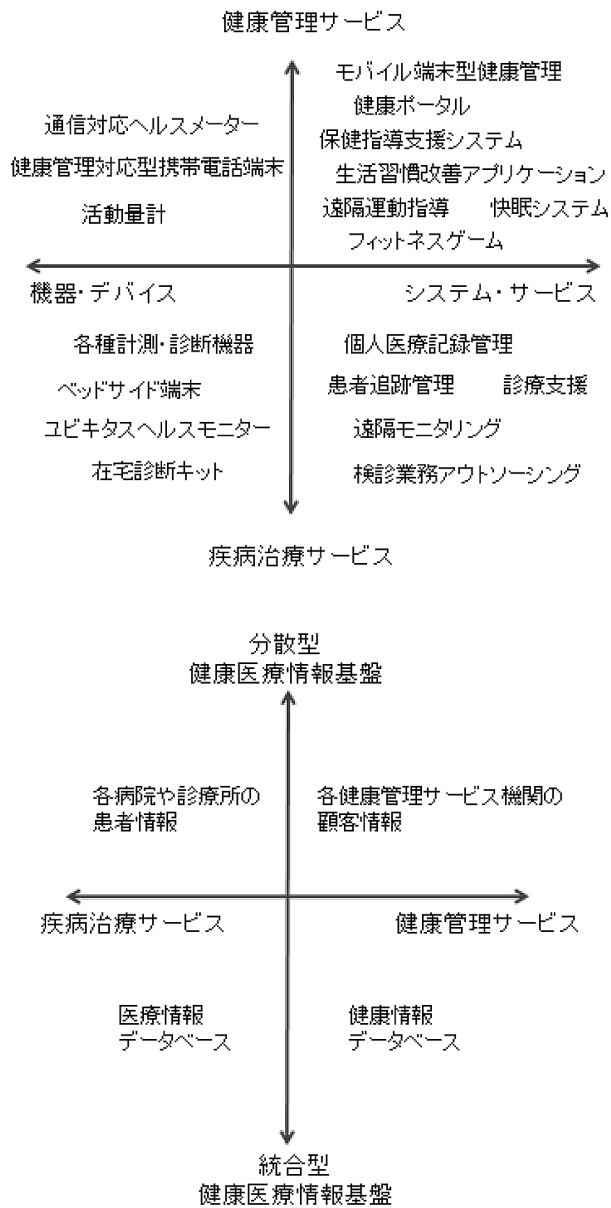 健康管理サービス
モバイル端末型健康管理
健康ポータル
通信対応ヘルスメーター
保健指導支援システム
健康管理対応型携帯電話端末
生活習慣改善アプリケーション
活動量計
遠隔運動指導 快眠システム
フィットネスゲーム
機器・デバイス
システム・サービス
各種計測・診断機器
個人医療記録管理
ベッドサイド端末
患者追跡管理 診療支援
ユビキタスヘルスモニター
遠隔モニタリング
在宅診断キット
検診業務アウトソーシング
疾病治療サービス
分散型
健康医療情報基盤
各病院や診療所の
患者情報
各健康管理サービス機関の
顧客情報
疾病治療サービス
健康管理サービス
医療情報
データベース
健康情報
データベース
統合型
健康医療情報基盤